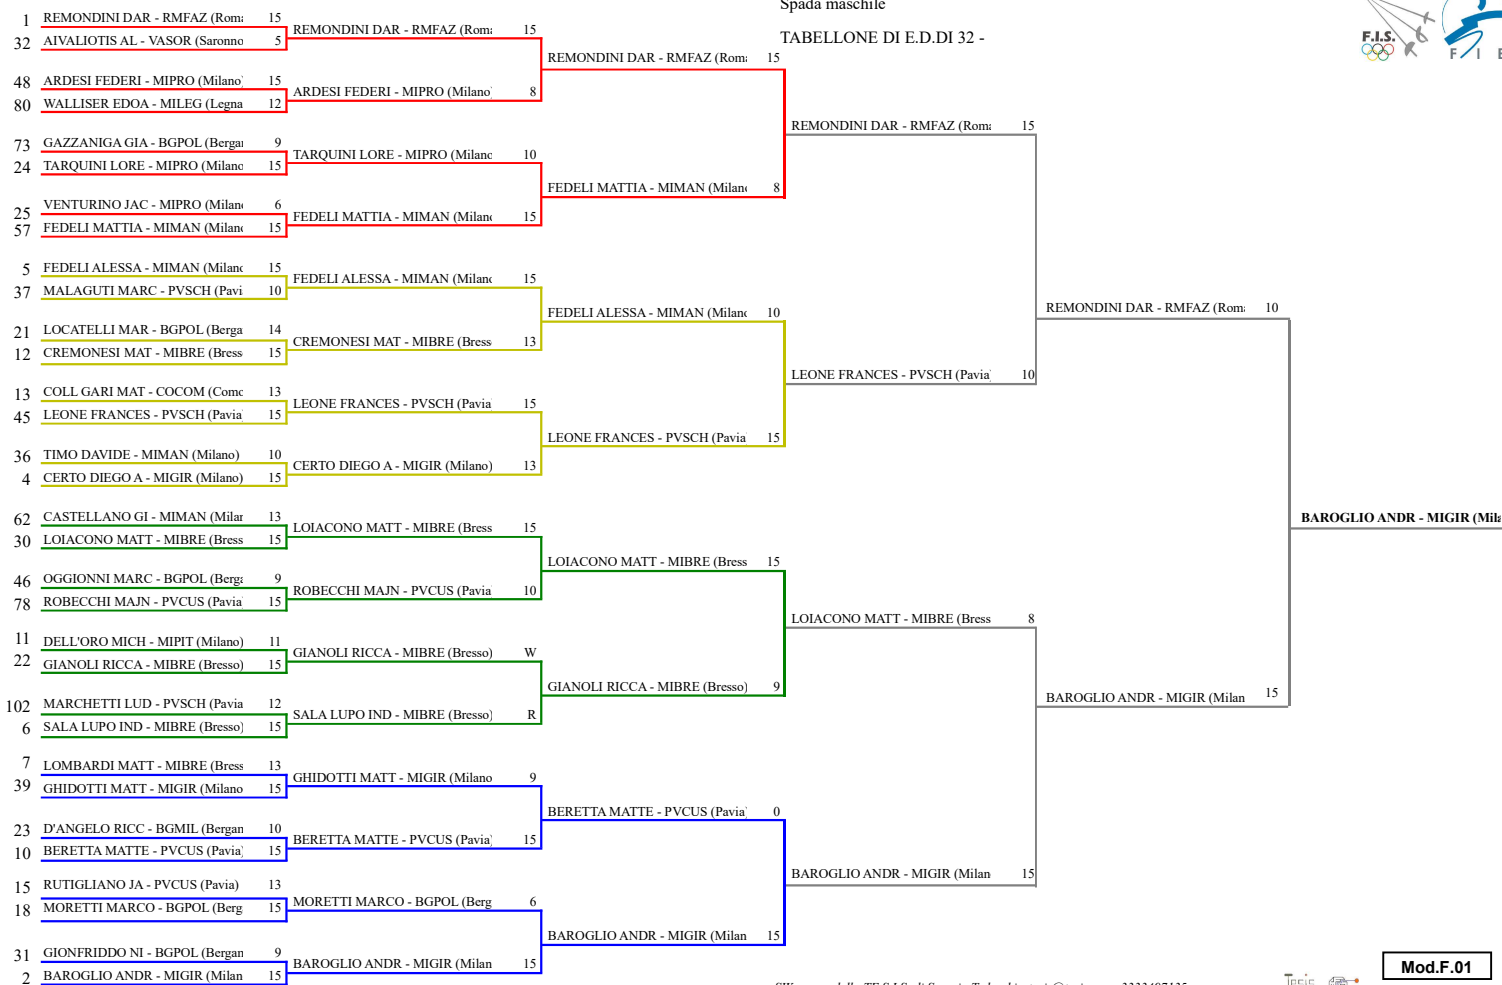 Spada maschile
TABELLONE DI E.D.DI 32 -
F.I.S.
F I E
1 REMONDINI DAR - RMFAZ (Roma 15
32 AIVALIOTIS AL - VASOR (Saronno 5
48 ARDESI FEDERI - MIPRO (Milano) 15
80 WALLISER EDOA - MILEG (Legna 12
73 GAZZANIGA GIA - BGPOL (Bergar 9
24 TARQUINI LORE - MIPRO (Milano 15
25 VENTURINO JAC - MIPRO (Milan 6
57 FEDELI MATTIA - MIMAN (Milano 15
5 FEDELI ALESSA - MIMAN (Milano 15
37 MALAGUTI MARC - PVSCH (Pavi 10
21 LOCATELLI MAR - BGPOL (Berga 14
12 CREMONESI MAT - MIBRE (Bress 15
13 COLL GARI MAT - COCOM (Como 13
45 LEONE FRANCES - PVSCH (Pavia 15
36 TIMO DAVIDE - MIMAN (Milano) 10
4 CERTO DIEGO A - MIGIR (Milano) 15
62 CASTELLANO GI - MIMAN (Milar 13
30 LOIACONO MATT - MIBRE (Bress 15
46 OGGIONNI MARC - BGPOL (Berga 9
78 ROBECCHI MAJN - PVCUS (Pavia 15
11 DELL'ORO MICH - MIPIT (Milano) 11
22 GIANOLI RICCA - MIBRE (Bresso) 15
102 MARCHETTI LUD - PVSCH (Pavia 12
6 SALA LUPO IND - MIBRE (Bresso) 15
7 LOMBARDI MATT - MIBRE (Bress 13
39 GHIDOTTI MATT - MIGIR (Milano 15
23 D'ANGELO RICC - BGMIL (Bergan 10
10 BERETTA MATTE - PVCUS (Pavia) 15
15 RUTIGLIANO JA - PVCUS (Pavia) 13
18 MORETTI MARCO - BGPOL (Berg 15
31 GIONFRIDDO NI - BGPOL (Bergan 9
2 BAROGLIO ANDR - MIGIR (Milan 15
REMONDINI DAR - RMFAZ (Roma 15
ARDESI FEDERI - MIPRO (Milano) 8
TARQUINI LORE - MIPRO (Milano 10
FEDELI MATTIA - MIMAN (Milano 15
FEDELI ALESSA - MIMAN (Milano 15
CREMONESI MAT - MIBRE (Bress 13
LEONE FRANCES - PVSCH (Pavia 15
CERTO DIEGO A - MIGIR (Milano) 13
LOIACONO MATT - MIBRE (Bress 15
ROBECCHI MAJN - PVCUS (Pavia 10
GIANOLI RICCA - MIBRE (Bresso) W
SALA LUPO IND - MIBRE (Bresso) R
GHIDOTTI MATT - MIGIR (Milano 9
BERETTA MATTE - PVCUS (Pavia) 15
MORETTI MARCO - BGPOL (Berg 6
BAROGLIO ANDR - MIGIR (Milan 15
REMONDINI DAR - RMFAZ (Roma 15
FEDELI MATTIA - MIMAN (Milano 8
FEDELI ALESSA - MIMAN (Milano 10
LEONE FRANCES - PVSCH (Pavia 15
LOIACONO MATT - MIBRE (Bress 15
GIANOLI RICCA - MIBRE (Bresso) 9
BERETTA MATTE - PVCUS (Pavia) 0
BAROGLIO ANDR - MIGIR (Milan 15
REMONDINI DAR - RMFAZ (Roma 15
LEONE FRANCES - PVSCH (Pavia) 10
LOIACONO MATT - MIBRE (Bress 8
BAROGLIO ANDR - MIGIR (Milan 15
REMONDINI DAR - RMFAZ (Roma 10
BAROGLIO ANDR - MIGIR (Milan 15
BAROGLIO ANDR - MIGIR (Mila
Mod.F.01